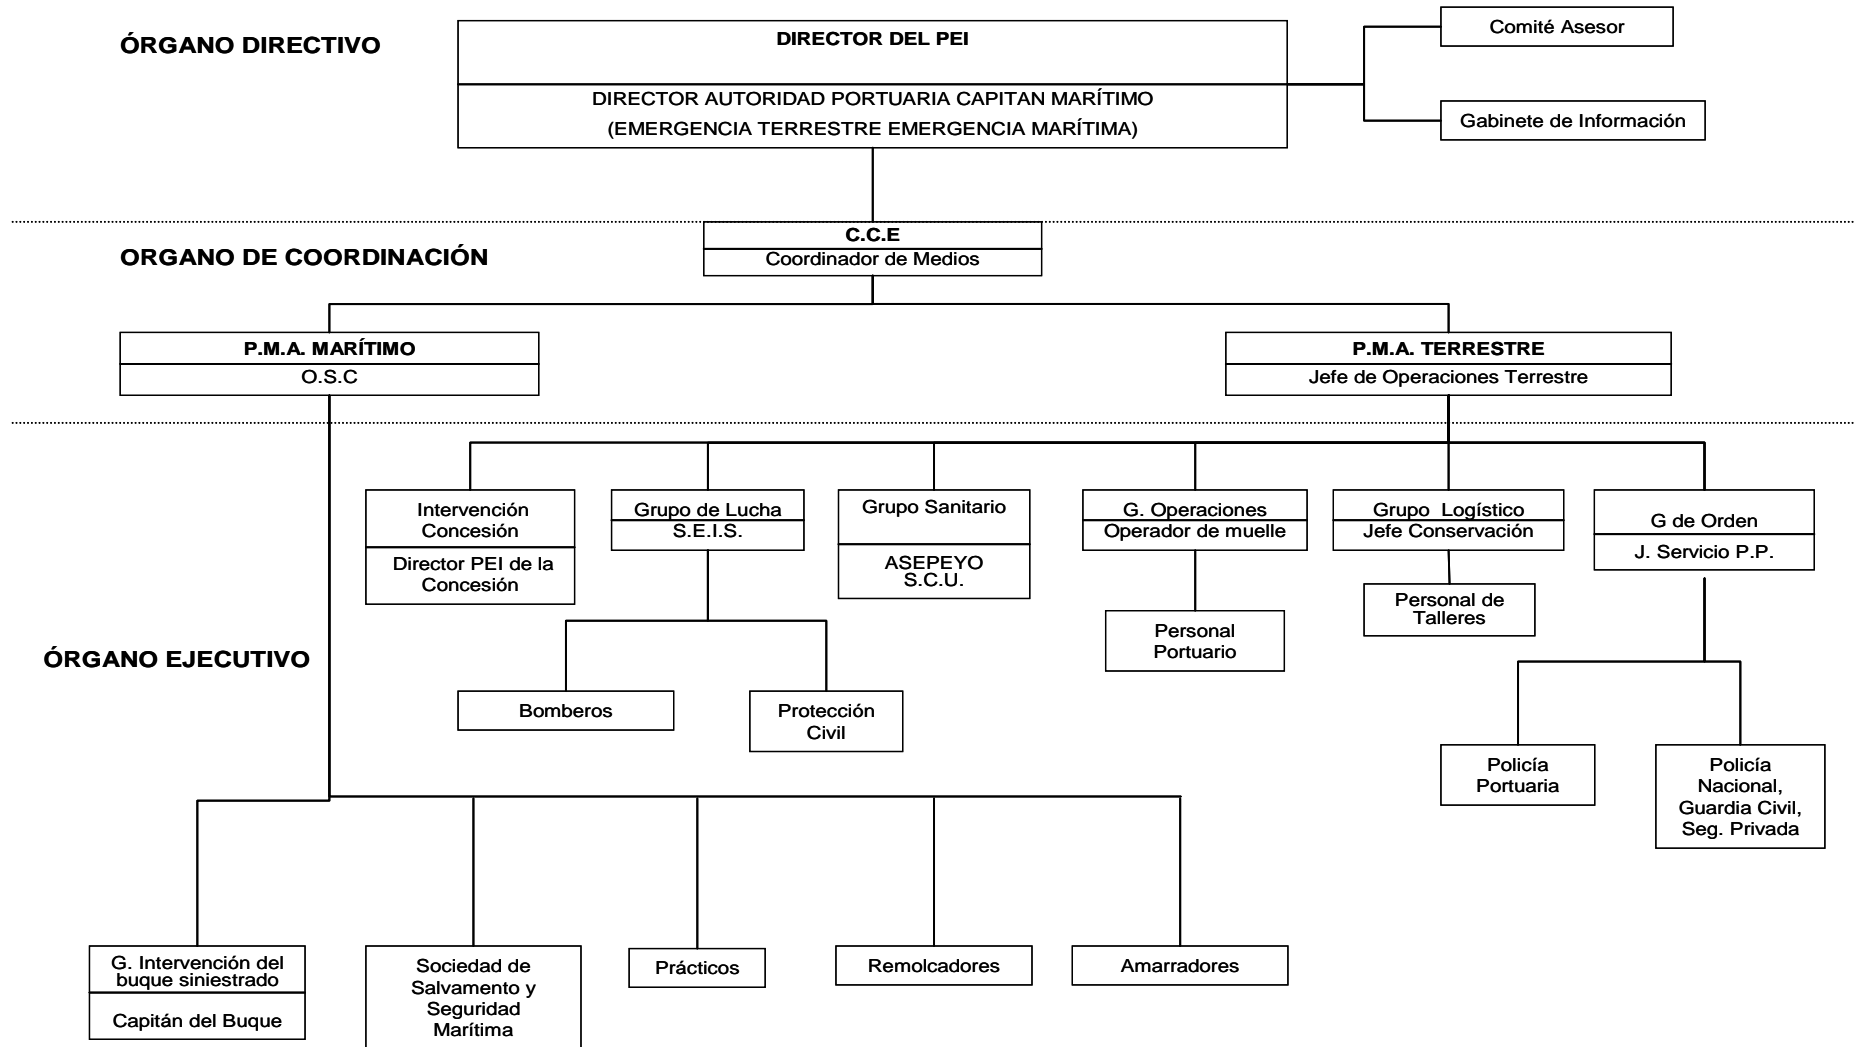 ÓRGANO DIRECTIVO
DIRECTOR DEL PEI
DIRECTOR AUTORIDAD PORTUARIA CAPITAN MARÍTIMO
(EMERGENCIA TERRESTRE EMERGENCIA MARÍTIMA)
Comité Asesor
Gabinete de Información
ORGANO DE COORDINACIÓN
C.C.E
Coordinador de Medios
P.M.A. MARÍTIMO
O.S.C
P.M.A. TERRESTRE
Jefe de Operaciones Terrestre
ÓRGANO EJECUTIVO
Intervención
Concesión
Director PEI de la
Concesión
Grupo de Lucha
S.E.I.S.
Grupo Sanitario
ASEPEYO
S.C.U.
G. Operaciones
Operador de muelle
Grupo Logístico
Jefe Conservación
G de Orden
J. Servicio P.P.
Personal
Portuario
Personal de
Talleres
Bomberos
Protección
Civil
Policía
Portuaria
Policía
Nacional,
Guardia Civil,
Seg. Privada
G. Intervención del
buque siniestrado
Capitán del Buque
Sociedad de
Salvamento y
Seguridad
Marítima
Prácticos
Remolcadores
Amarradores